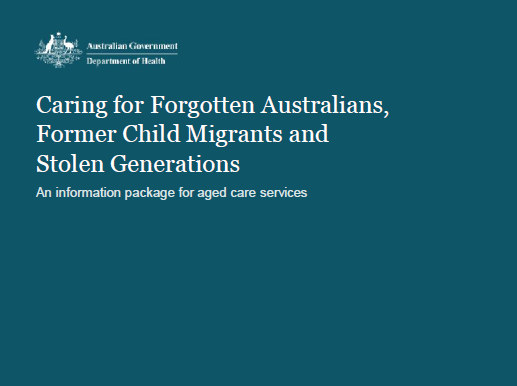 Australian Government
Department of Health
Caring for Forgotten Australians,
Former Child Migrants and
Stolen Generations
An information package for aged care services